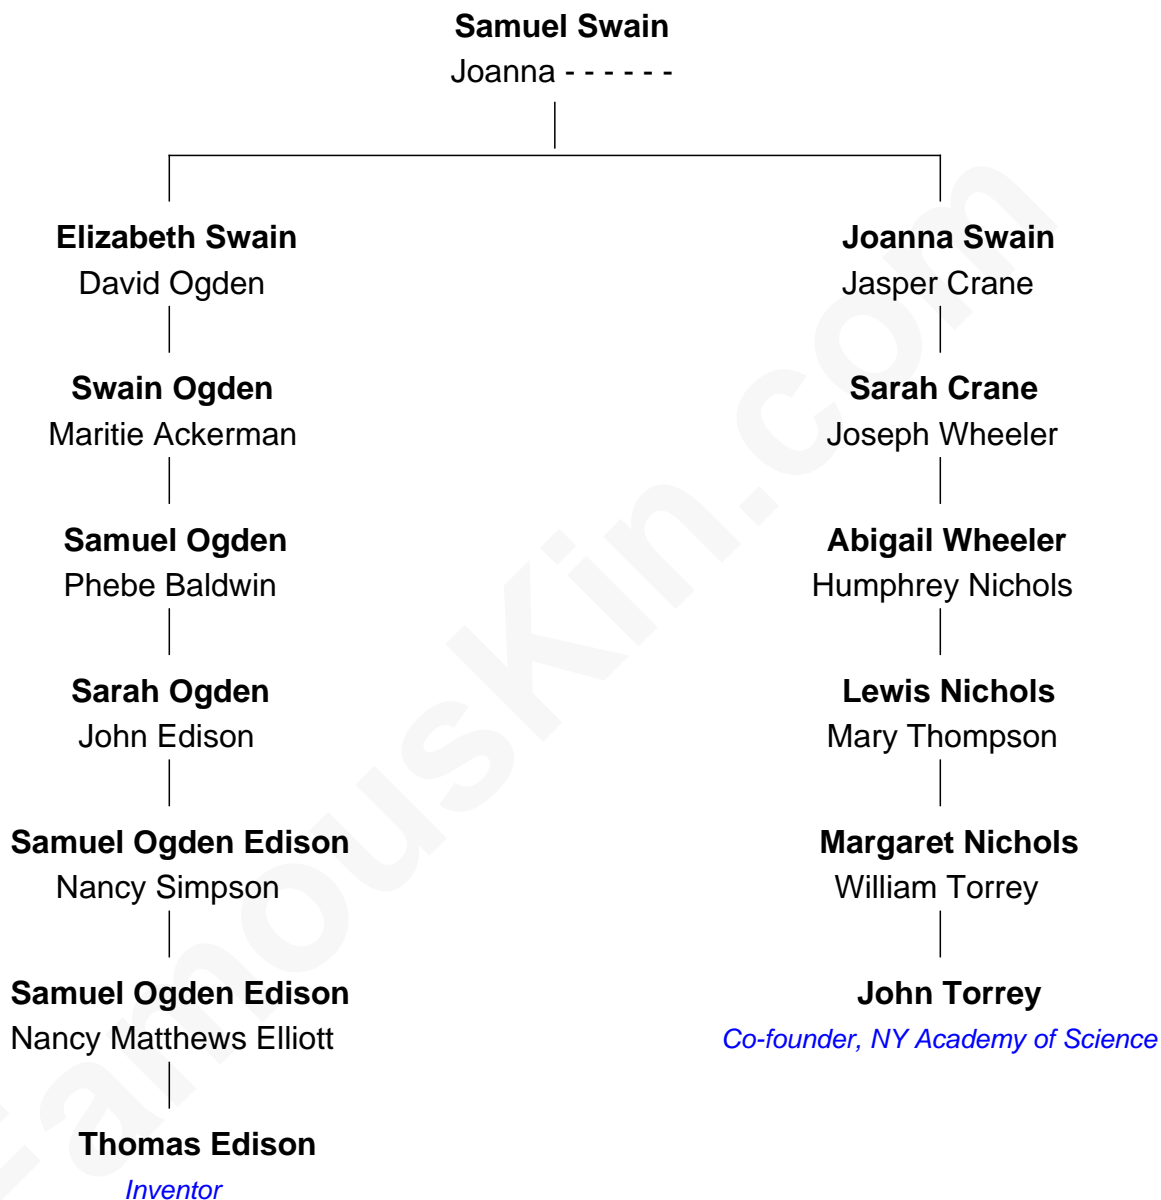 Samuel Swain
Joanna - - - - - -
Elizabeth Swain
David Ogden
Swain Ogden
Maritie Ackerman
Samuel Ogden
Phebe Baldwin
Sarah Ogden
John Edison
Samuel Ogden Edison
Nancy Simpson
Samuel Ogden Edison
Nancy Matthews Elliott
Thomas Edison
Inventor
Joanna Swain
Jasper Crane
Sarah Crane
Joseph Wheeler
Abigail Wheeler
Humphrey Nichols
Lewis Nichols
Mary Thompson
Margaret Nichols
William Torrey
John Torrey
Co-founder, NY Academy of Science
FamousKin.com